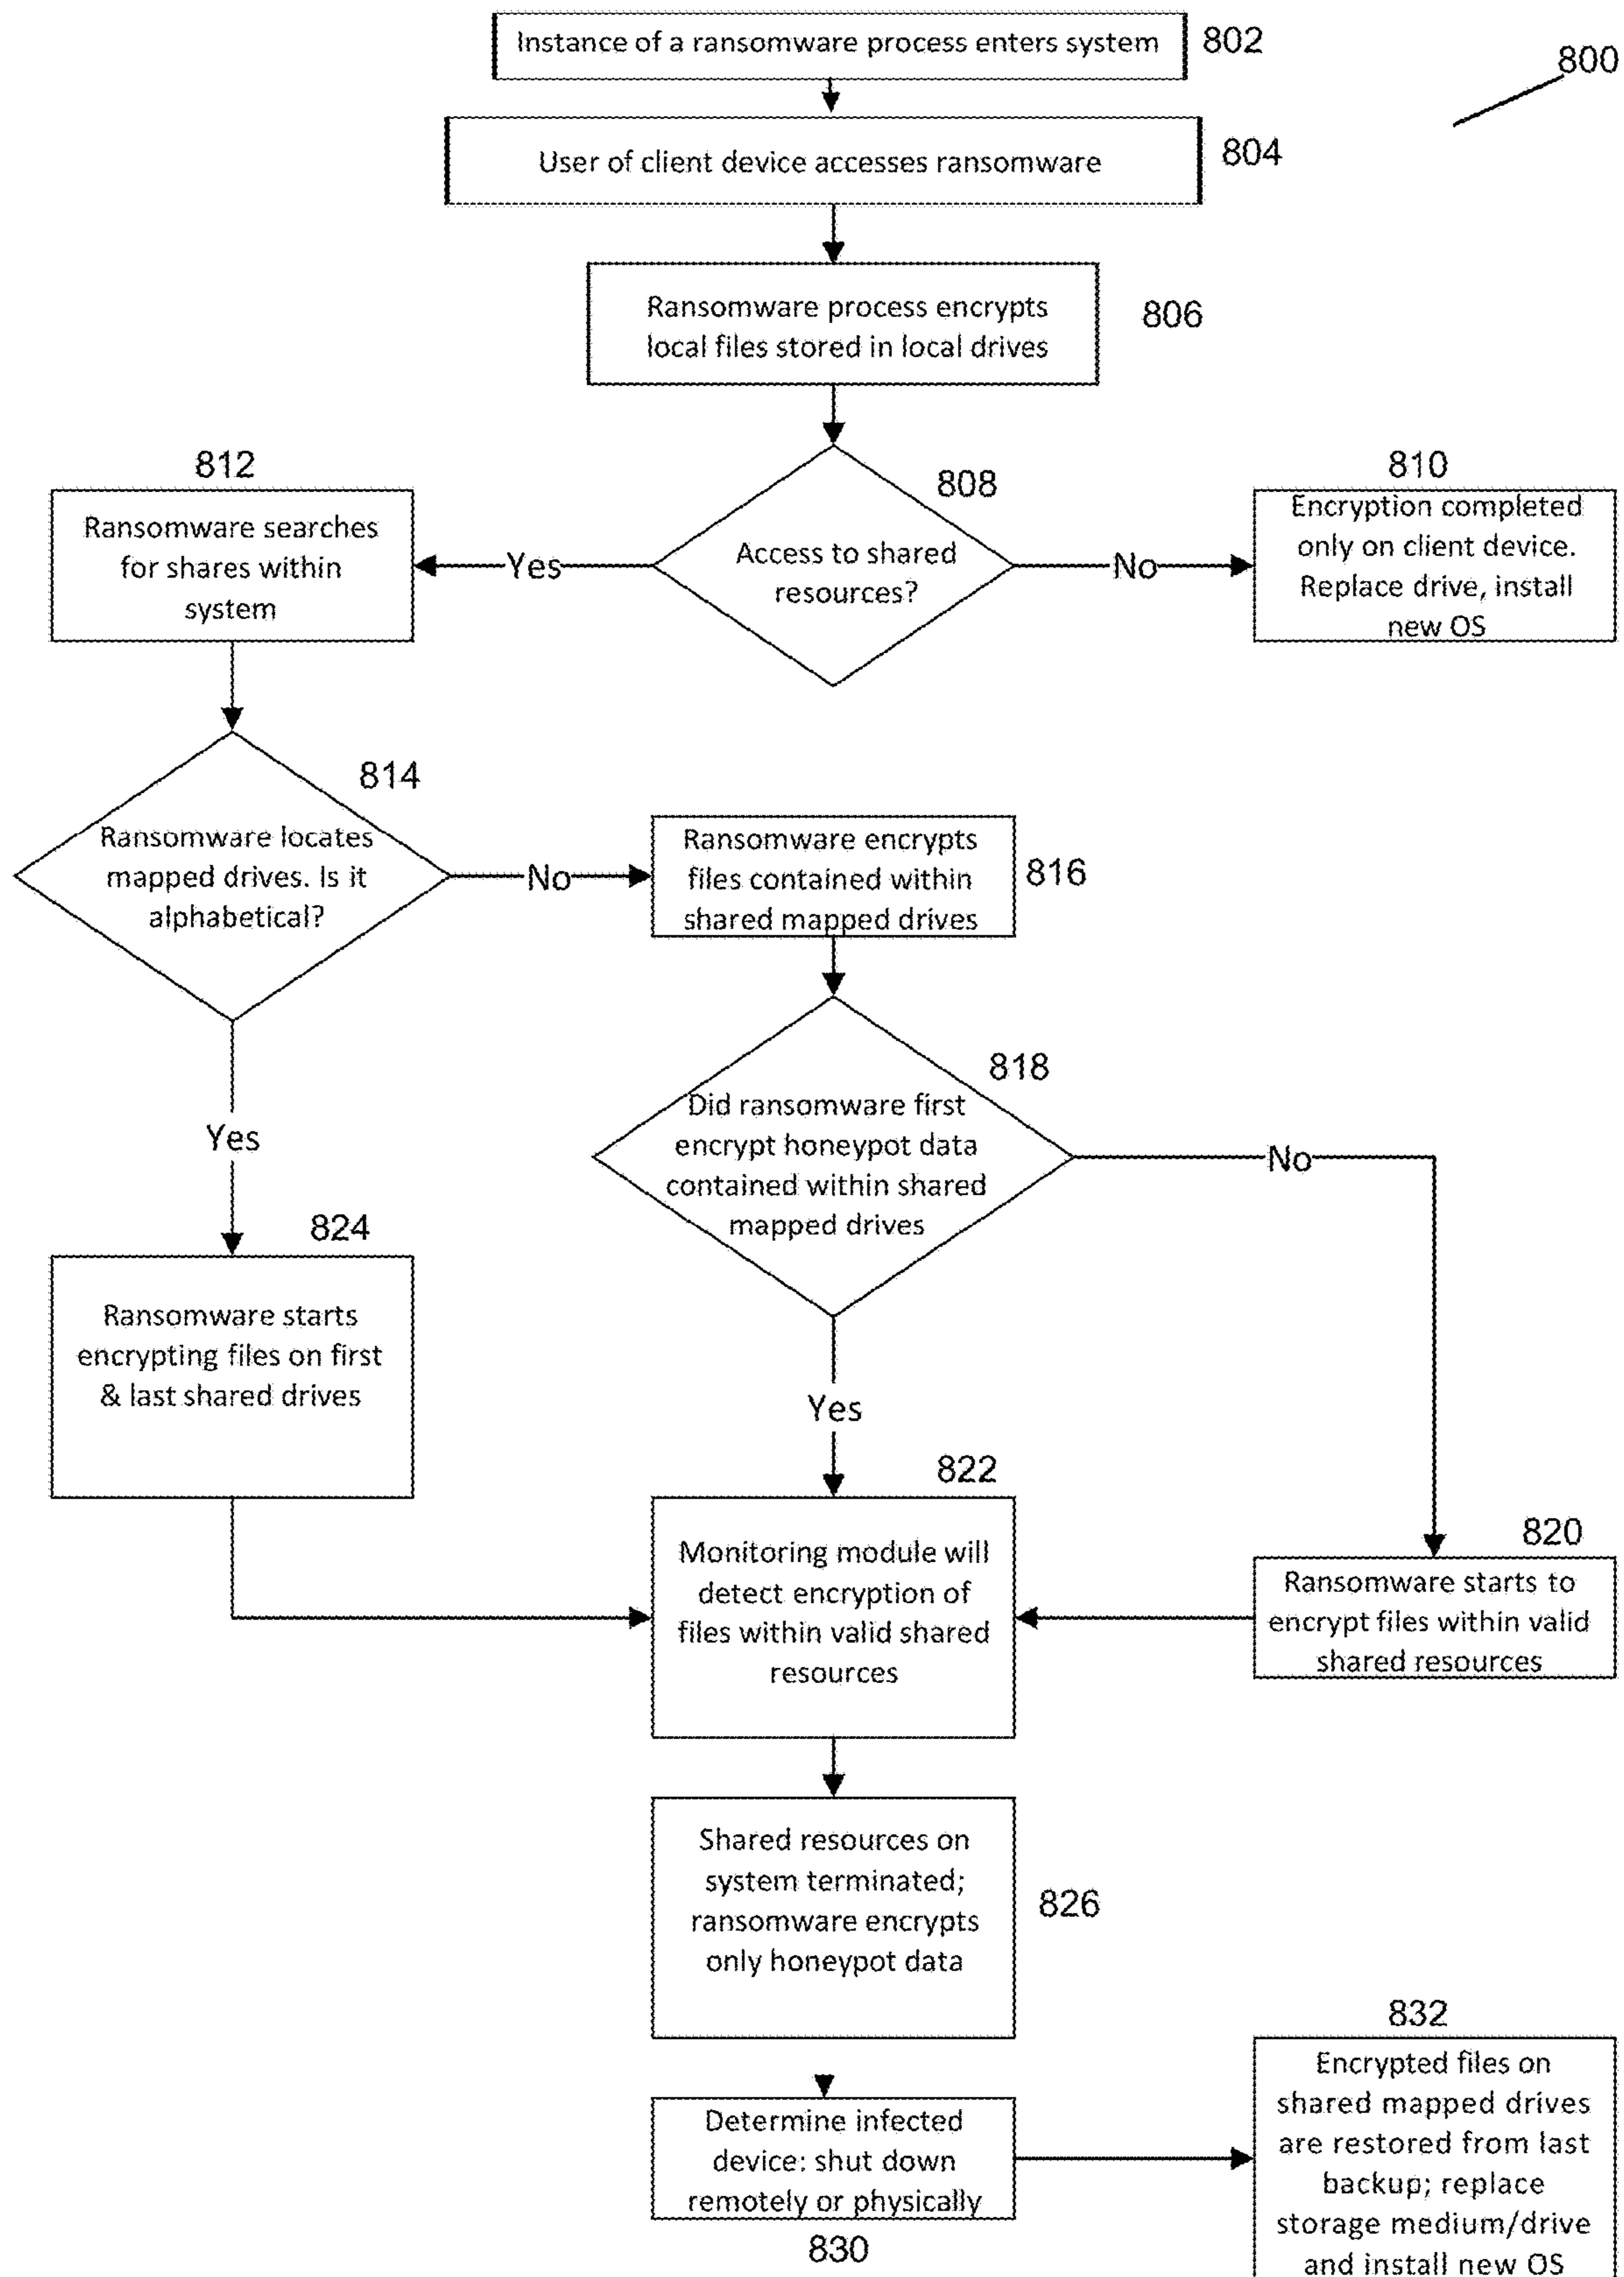 Instance of a ransomware process enters system
802
800
User of client device accesses ransomware
804
Ransomware process encrypts
local files stored in local drives
806
808
Access to shared
resources?
Yes
No
810
Encryption completed
only on client device.
Replace drive, install
new OS
812
Ransomware searches
for shares within
system
814
Ransomware locates
mapped drives. Is it
alphabetical?
No
Yes
Ransomware encrypts
files contained within
shared mapped drives
816
818
Did ransomware first
encrypt honeypot data
contained within shared
mapped drives
No
Yes
824
Ransomware starts
encrypting files on first
& last shared drives
820
Ransomware starts to
encrypt files within valid
shared resources
822
Monitoring module will
detect encryption of
files within valid shared
resources
Shared resources on
system terminated;
ransomware encrypts
only honeypot data
826
Determine infected
device: shut down
remotely or physically
830
832
Encrypted files on
shared mapped drives
are restored from last
backup; replace
storage medium/drive
and install new OS